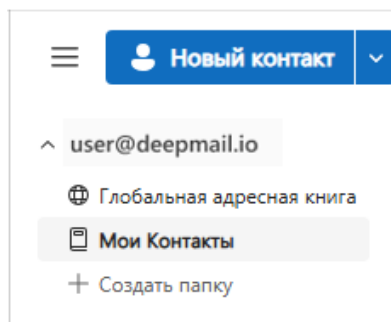 Новый контакт
user@deepmail.io
Глобальная адресная книга
Мои Контакты
Создать папку